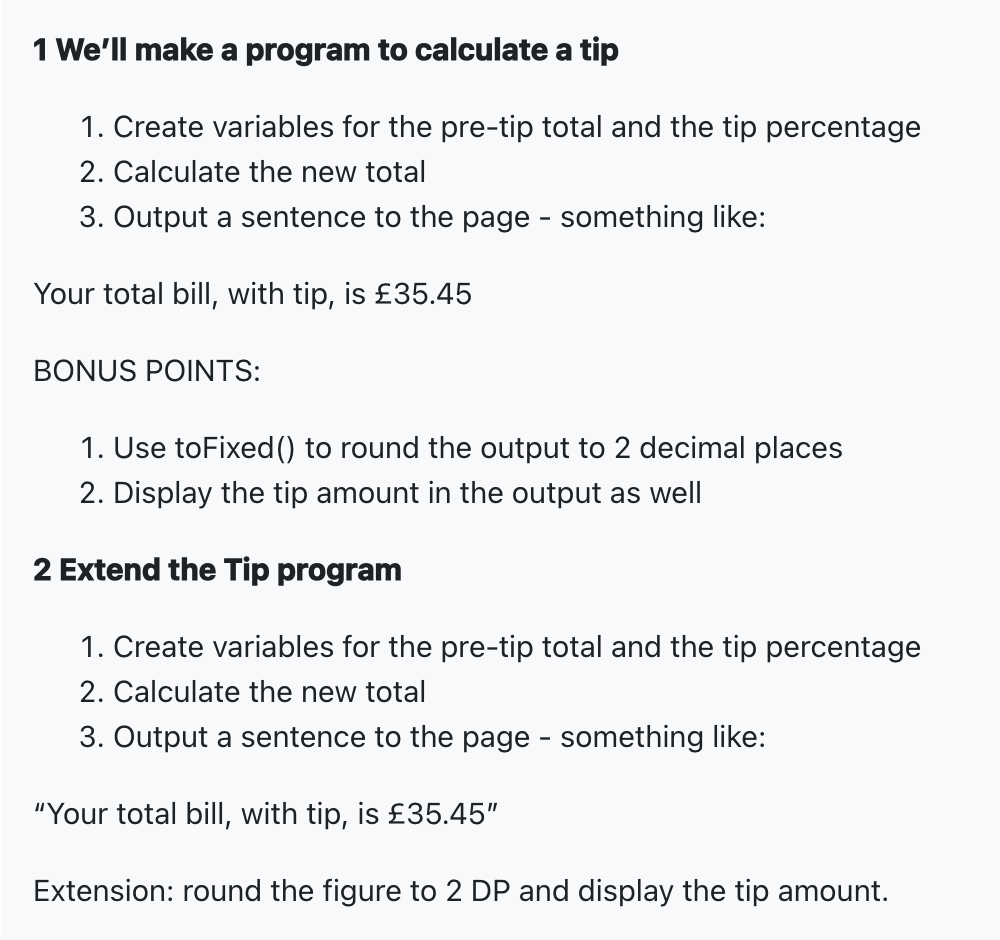 1 We’ll make a program to calculate a tip
1. Create variables for the pre-tip total and the tip percentage
2. Calculate the new total
3. Output a sentence to the page - something like:
Your total bill, with tip, is £35.45
BONUS POINTS:
1. Use toFixed() to round the output to 2 decimal places
2. Display the tip amount in the output as well
2 Extend the Tip program
1. Create variables for the pre-tip total and the tip percentage
2. Calculate the new total
3. Output a sentence to the page - something like:
“Your total bill, with tip, is £35.45”
Extension: round the figure to 2 DP and display the tip amount.